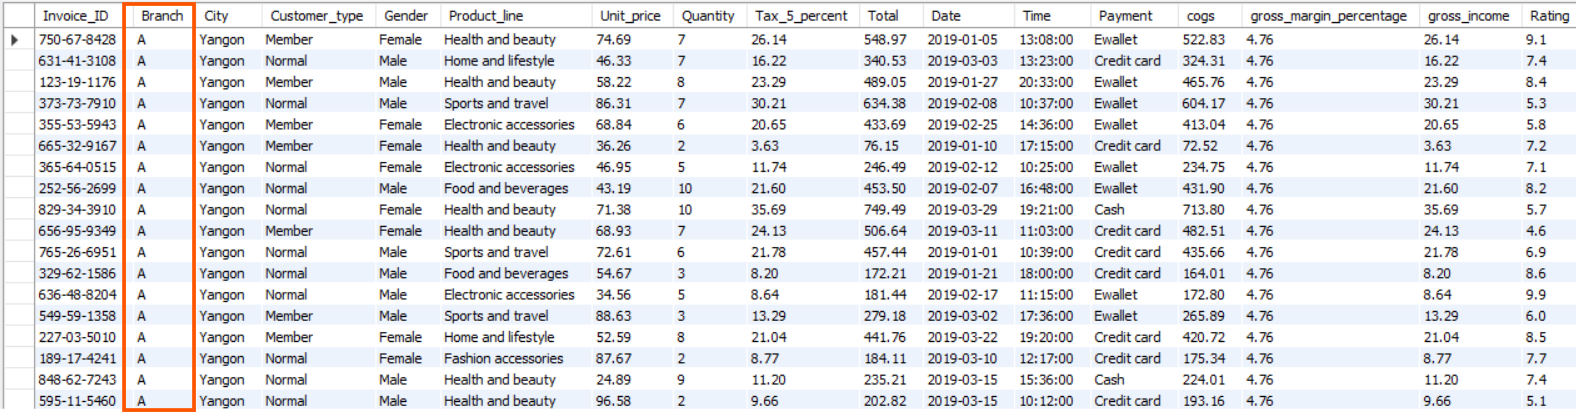 Invoice_ID Branch City Customer_type Gender Product_line Unit_price Quantity Tax_5_percent Total Date Time Payment cogs gross_margin_percentage gross_income Rating
750-67-8428 A Yangon Member Female Health and beauty 74.69 7 26.14 548.97 2019-01-05 13:08:00 Ewallet 522.83 4.76 26.14 9.1
631-41-3108 A Yangon Normal Male Home and lifestyle 46.33 7 16.22 340.53 2019-03-03 13:23:00 Credit card 324.31 4.76 16.22 7.4
123-19-1176 A Yangon Member Male Health and beauty 58.22 8 23.29 489.05 2019-01-27 20:33:00 Ewallet 465.76 4.76 23.29 8.4
373-73-7910 A Yangon Normal Male Sports and travel 86.31 7 30.21 634.38 2019-02-08 10:37:00 Ewallet 604.17 4.76 30.21 5.3
355-53-5943 A Yangon Member Female Electronic accessories 68.84 6 20.65 433.69 2019-02-25 14:36:00 Ewallet 413.04 4.76 20.65 5.8
665-32-9167 A Yangon Member Female Health and beauty 36.26 2 3.63 76.15 2019-01-10 17:15:00 Credit card 72.52 4.76 3.63 7.2
365-64-0515 A Yangon Normal Female Electronic accessories 46.95 5 11.74 246.49 2019-02-12 10:25:00 Ewallet 234.75 4.76 11.74 7.1
252-56-2699 A Yangon Normal Male Food and beverages 43.19 10 21.60 453.50 2019-02-07 16:48:00 Ewallet 431.90 4.76 21.60 8.2
829-34-3910 A Yangon Normal Female Health and beauty 71.38 10 35.69 749.49 2019-03-29 19:21:00 Cash 713.80 4.76 35.69 5.7
656-95-9349 A Yangon Member Female Health and beauty 68.93 7 24.13 506.64 2019-03-11 11:03:00 Credit card 482.51 4.76 24.13 4.6
765-26-6951 A Yangon Normal Male Sports and travel 72.61 6 21.78 457.44 2019-01-01 10:39:00 Credit card 435.66 4.76 21.78 6.9
329-62-1586 A Yangon Normal Male Food and beverages 54.67 3 8.20 172.21 2019-01-21 18:00:00 Credit card 164.01 4.76 8.20 8.6
636-48-8204 A Yangon Normal Male Electronic accessories 34.56 5 8.64 181.44 2019-02-17 11:15:00 Ewallet 172.80 4.76 8.64 9.9
549-59-1358 A Yangon Member Male Sports and travel 88.63 3 13.29 279.18 2019-03-02 17:36:00 Ewallet 265.89 4.76 13.29 6.0
227-03-5010 A Yangon Member Female Home and lifestyle 52.59 8 21.04 441.76 2019-03-22 19:20:00 Credit card 420.72 4.76 21.04 8.5
189-17-4241 A Yangon Normal Female Fashion accessories 87.67 2 8.77 184.11 2019-03-10 12:17:00 Credit card 175.34 4.76 8.77 7.7
848-62-7243 A Yangon Normal Male Health and beauty 24.89 9 11.20 235.21 2019-03-15 15:36:00 Cash 224.01 4.76 11.20 7.4
595-11-5460 A Yangon Normal Male Health and beauty 96.58 2 9.66 202.82 2019-03-15 10:12:00 Credit card 193.16 4.76 9.66 5.1